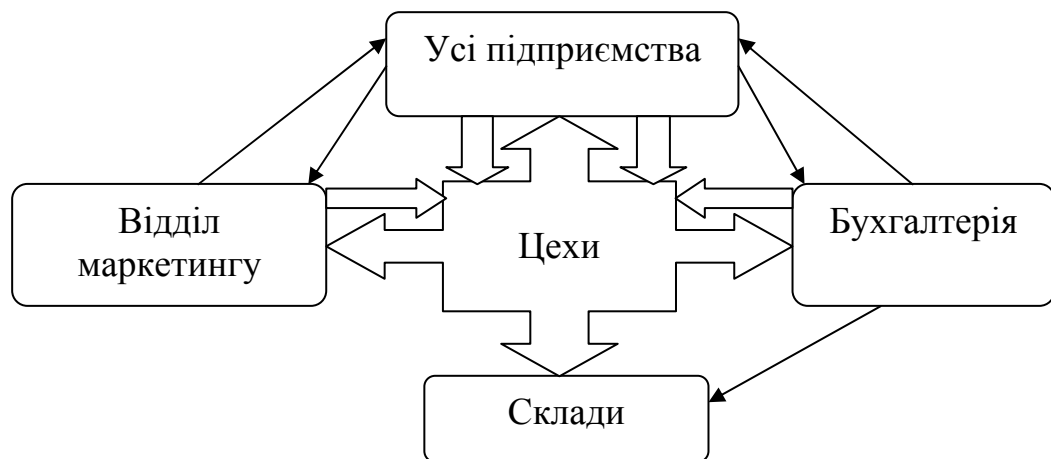 Усі підприємства
Відділ
маркетингу
Цехи
Бухгалтерія
Склади